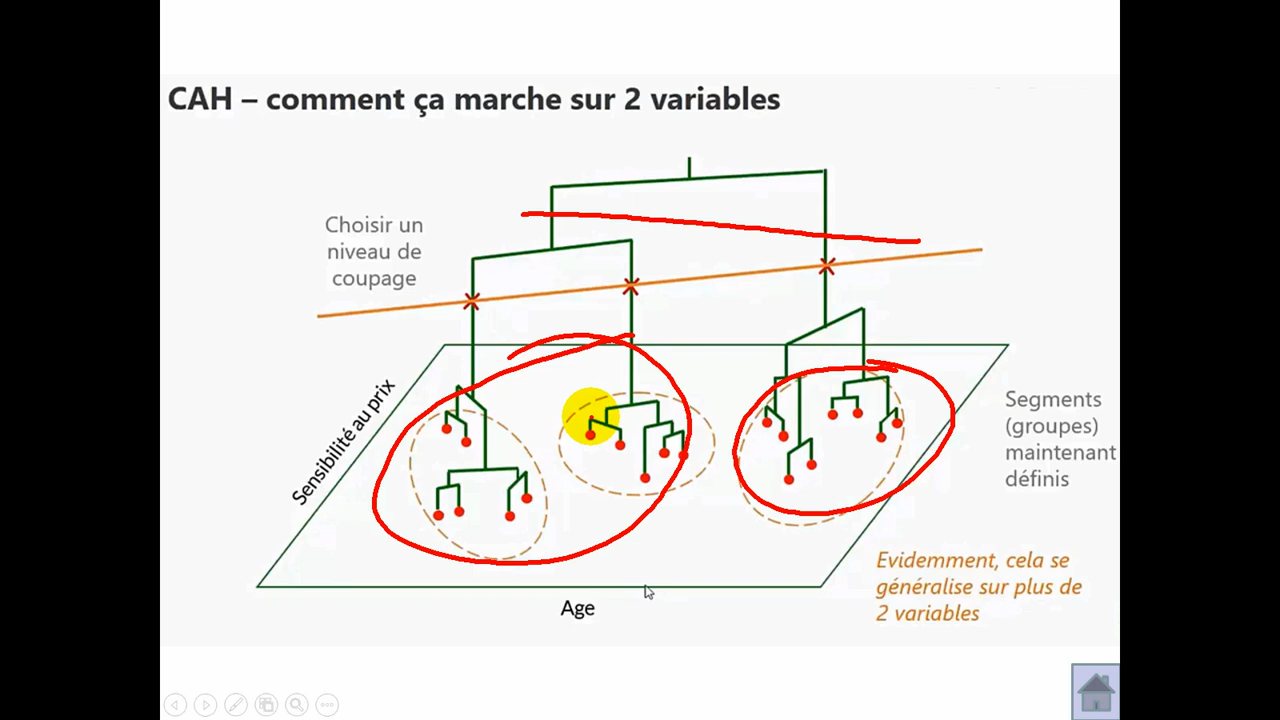 CAH – comment ça marche sur 2 variables
Choisir un
niveau de
coupage
Sensibilité au prix
Segments
(groupes)
maintenant
définis
Evidemment, cela se
généralise sur plus de
2 variables
Age